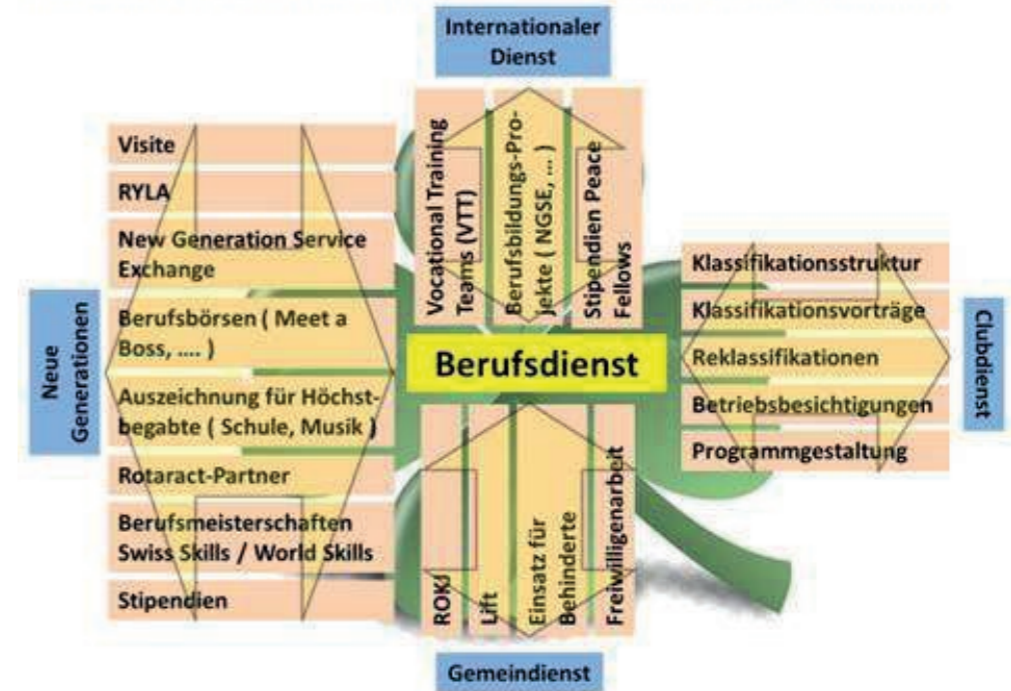 Internationaler
Dienst
Vocational Training
Teams (VTT)
Berufsbildungs-Pro-
jekte ( NGSE, ... )
Stipendien Peace
Fellows
Neue
Generationen
Visite
RYLA
New Generation Service
Exchange
Berufsbörsen ( Meet a
Boss, .... )
Auszeichnung für Höchst-
begabte ( Schule, Musik )
Rotaract-Partner
Berufsmeisterschaften
Swiss Skills / World Skills
Stipendien
Berufsdienst
Klassifikationsstruktur
Klassifikationsvorträge
Reklassifikationen
Betriebsbesichtigungen
Programmgestaltung
Clubdienst
ROKJ
Lift
Einsatz für
Behinderte
Freiwilligenarbeit
Gemeindienst